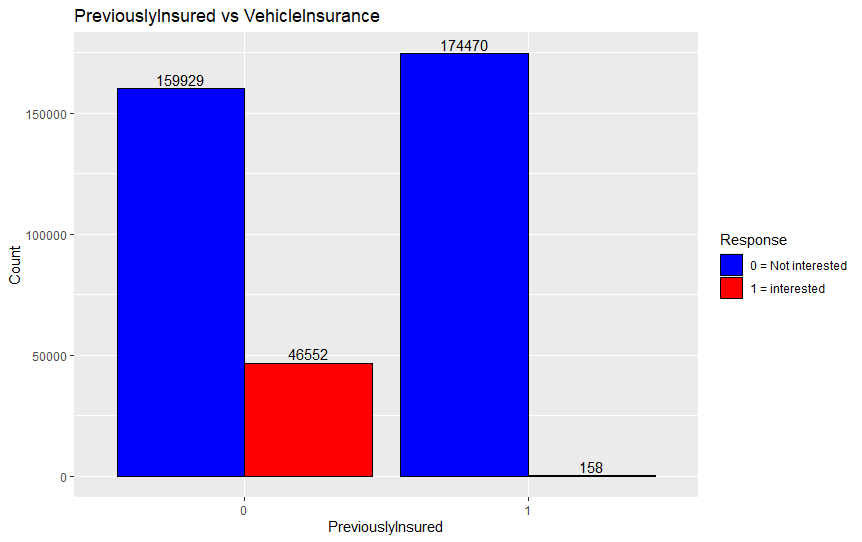 PreviouslyInsured vs VehicleInsurance
174470
159929
150000
100000
50000
46552
158
0
0
1
PreviouslyInsured
Count
Response
0 = Not interested
1 = interested